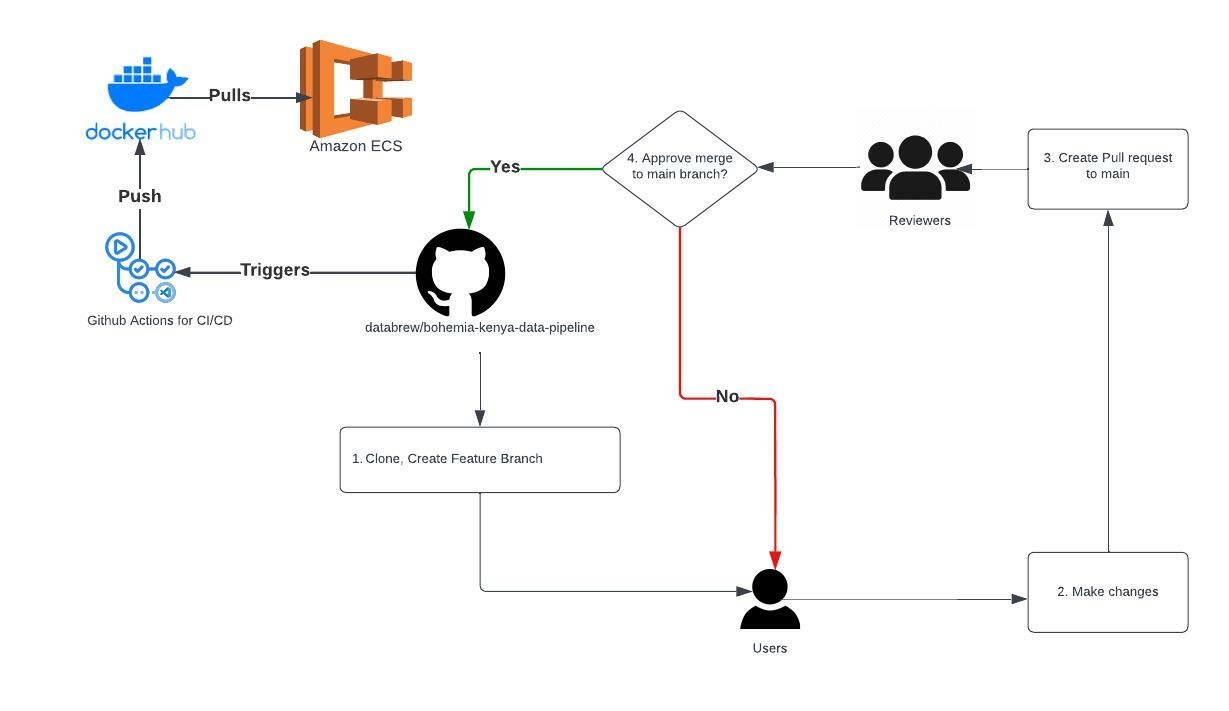 Pulls
dockerhub
Amazon ECS
4. Approve merge
to main branch?
3. Create Pull request
to main
Yes
Push
Reviewers
Triggers
Github Actions for CI/CD
databrew/bohemia-kenya-data-pipeline
No
1. Clone, Create Feature Branch
2. Make changes
Users